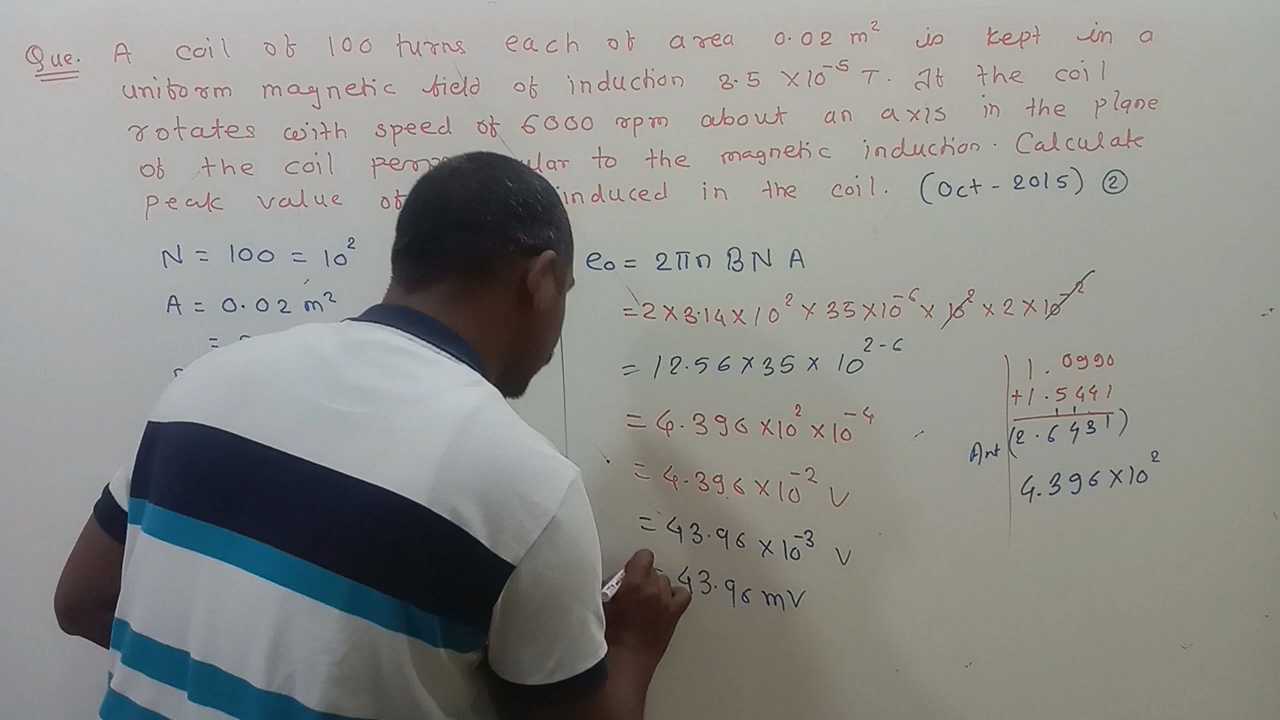 Que. A coil of 100 turns each of area 0.02 m² is kept in a
uniform magnetic field of induction 3.5 ×10⁻⁵ T. If the coil
rotates with speed of 6000 rpm about an axis in the plane
of the coil to the magnetic induction. Calculate
peak value induced in the coil. (Oct - 2015) ②
N = 100 = 10²
A = 0.02 m²
=
e₀ = 2πn B N A
= 2 × 3.14 × 10² × 35 × 10⁻⁶ × 10² × 2 × 10⁻²
= 12.56 × 35 × 10²⁻⁶
= 4.396 × 10² × 10⁻⁴
= 4.396 × 10⁻² V
= 43.96 × 10⁻³ V
43.96 mV
1.0990
+1.5441
Ant (2.6431)
4.396 × 10²